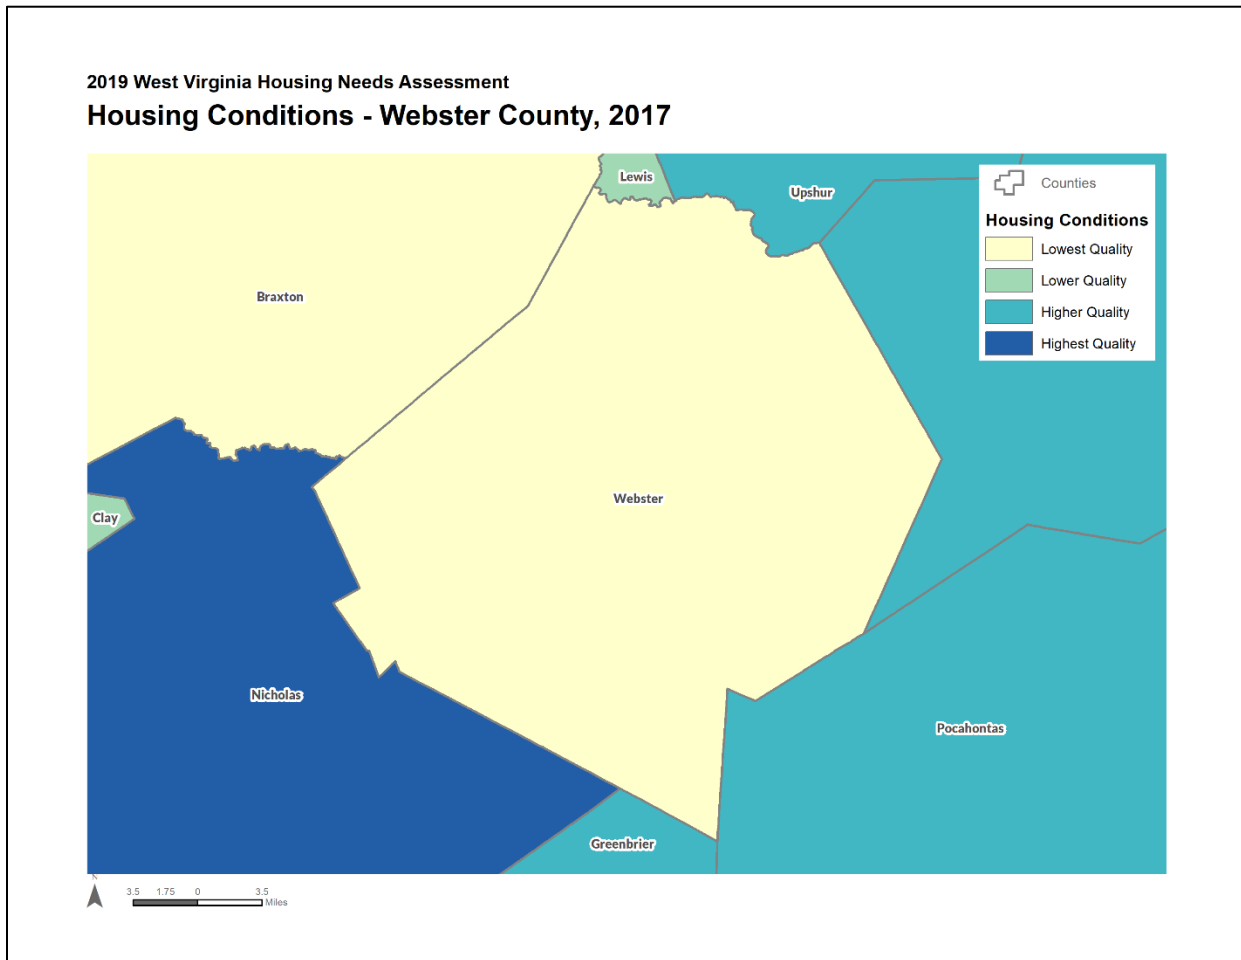 2019 West Virginia Housing Needs Assessment
Housing Conditions - Webster County, 2017
Lewis
Upshur
Counties
Housing Conditions
Lowest Quality
Lower Quality
Higher Quality
Highest Quality
Braxton
Webster
Clay
Nicholas
Pocahontas
Greenbrier
N
3.5 1.75 0 3.5
Miles